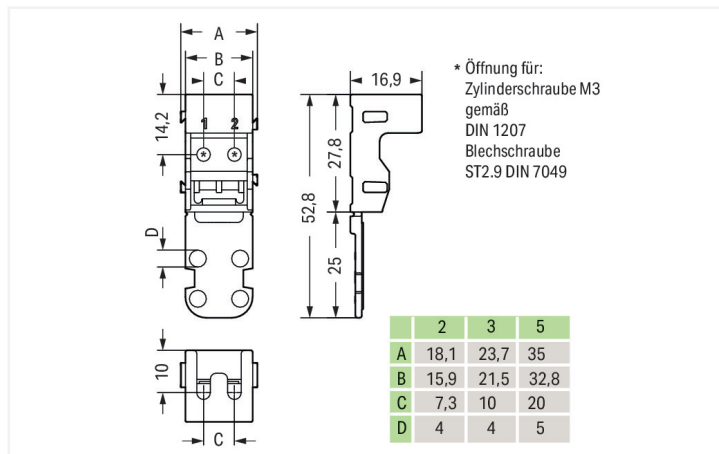 A
B
C
16,9
* Öffnung für:
Zylinderschraube M3
gemäß
DIN 1207
Blechschraube
ST2.9 DIN 7049
14,2
1 2
* *
27,8
52,8
D
25
10
C
2 3 5
A 18,1 23,7 35
B 15,9 21,5 32,8
C 7,3 10 20
D 4 4 5